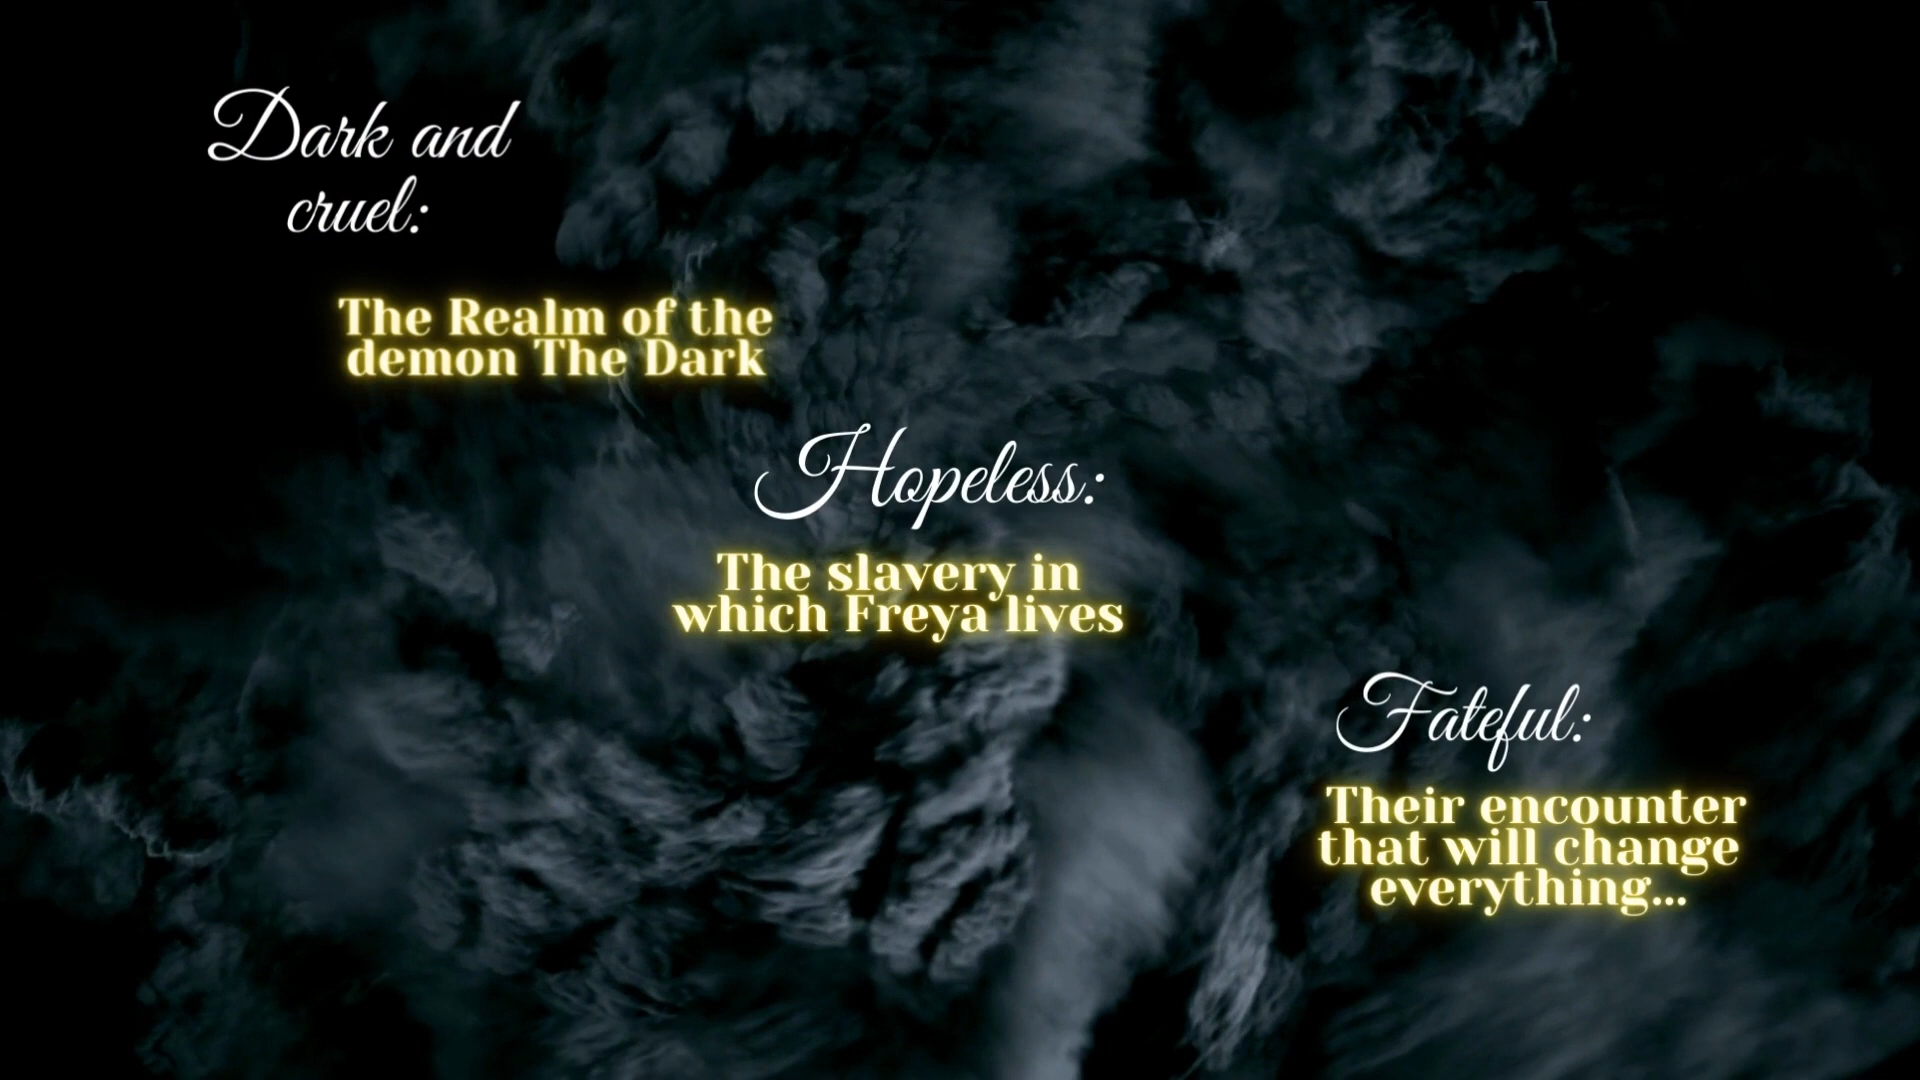 Dark and
cruel:
The Realm of the
demon The Dark
Hopeless:
The slavery in
which Freya lives
Fateful:
Their encounter
that will change
everything...